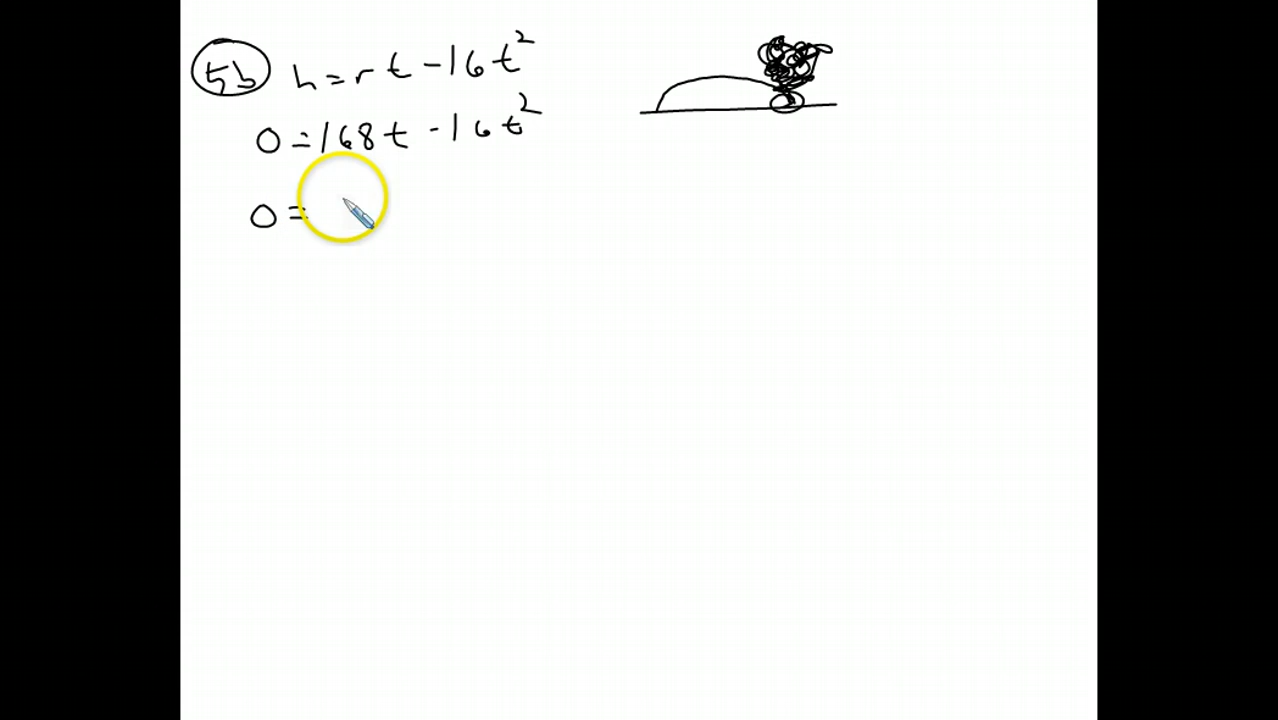 5b h = rt - 16t²
0 = 168t - 16t²
0 =